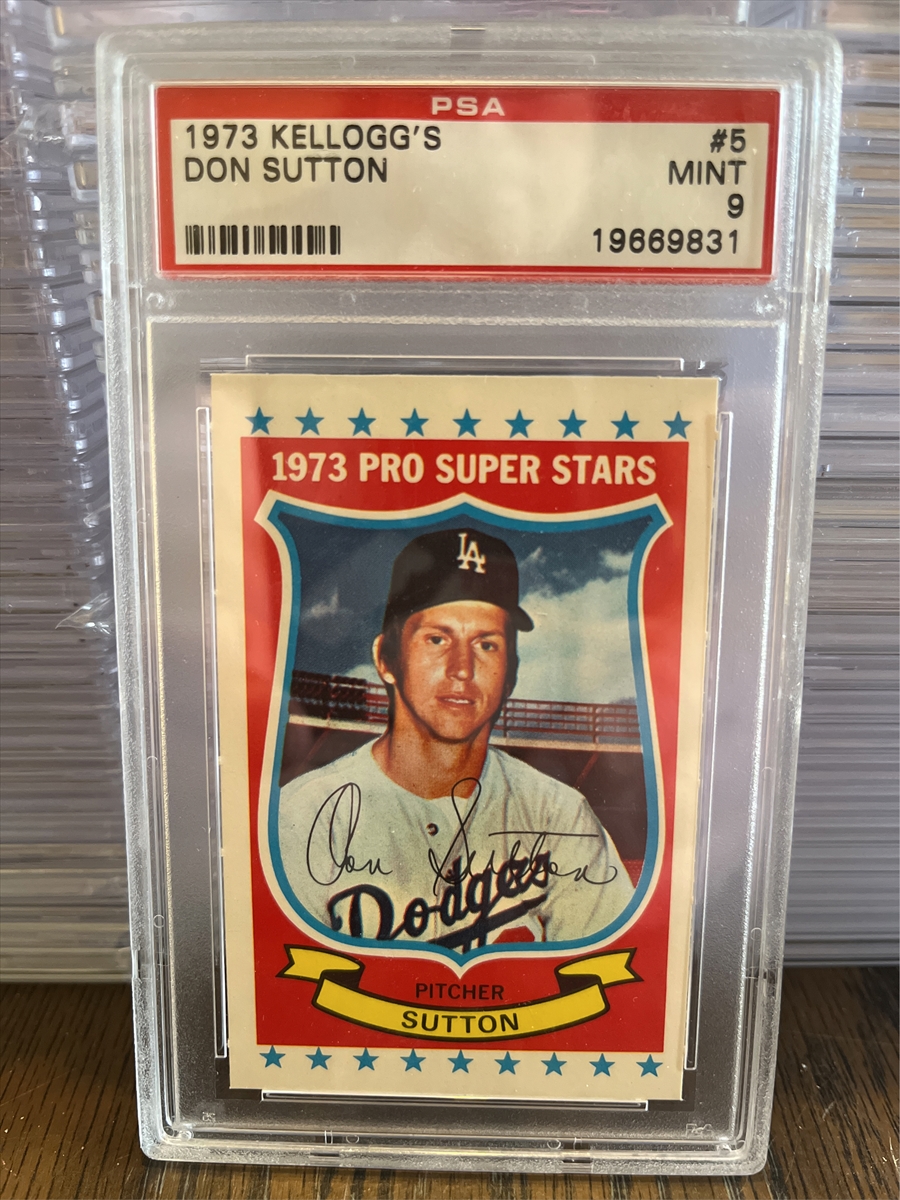 PSA
1973 KELLOGG'S #5
DON SUTTON MINT
9
19669831
1973 PRO SUPER STARS
LA
Don Sutton
Dodgers
PITCHER
SUTTON